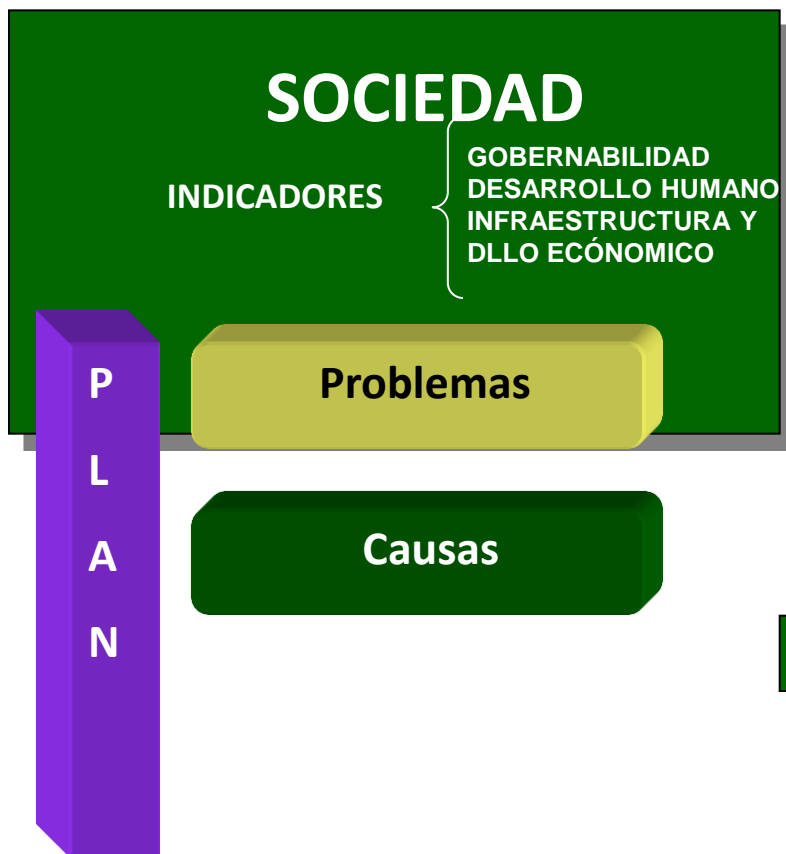 SOCIEDAD
INDICADORES
GOBERNABILIDAD
DESARROLLO HUMANO
INFRAESTRUCTURA Y
DLLO ECÓNOMICO
P
L
A
N
Problemas
Causas